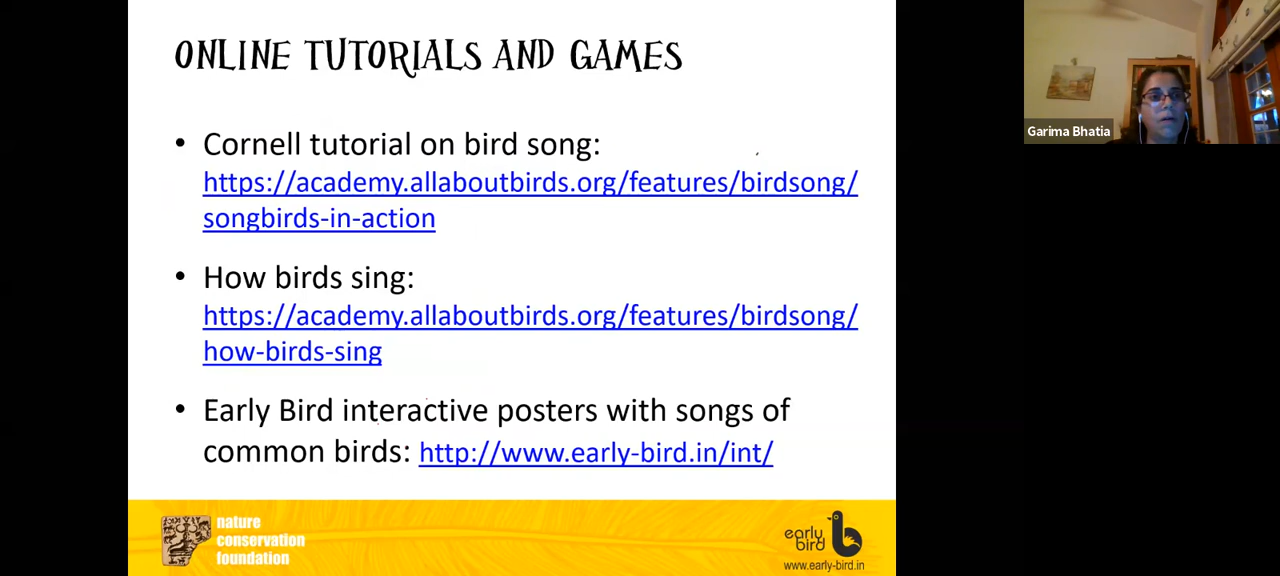 ONLINE TUTORIALS AND GAMES
Garima Bhatia
• Cornell tutorial on bird song:
https://academy.allaboutbirds.org/features/birdsong/
songbirds-in-action
• How birds sing:
https://academy.allaboutbirds.org/features/birdsong/
how-birds-sing
• Early Bird interactive posters with songs of
common birds: http://www.early-bird.in/int/
nature
conservation
foundation
early
bird
www.early-bird.in